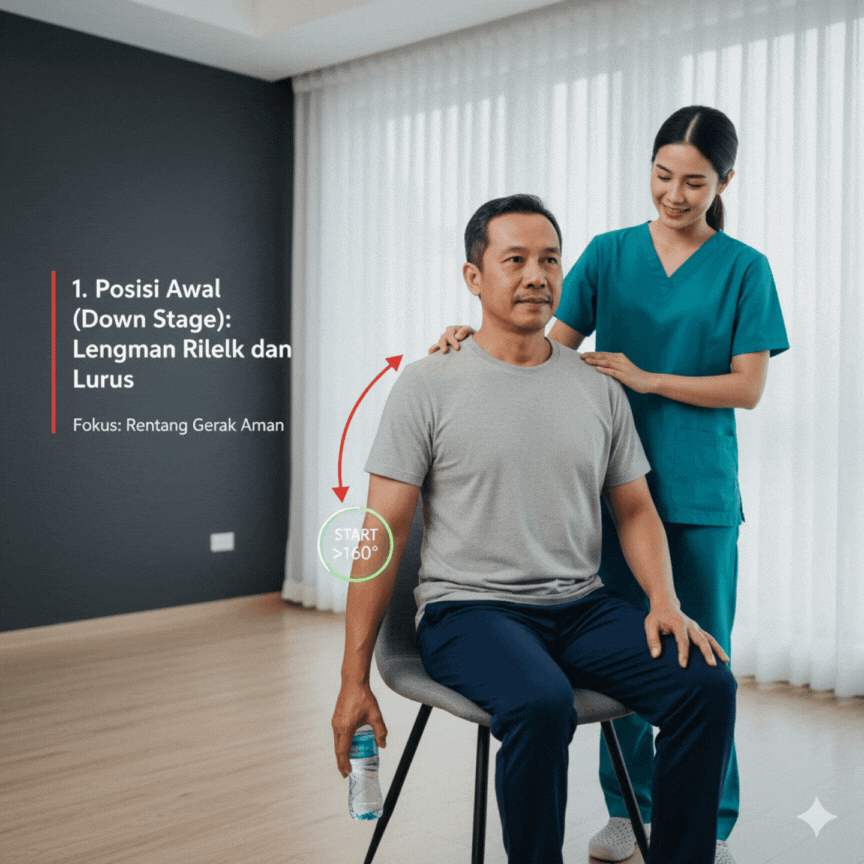 1. Posisi Awal
(Down Stage):
Lengman Rilelk dan
Lurus
Fokus: Rentang Gerak Aman
START
>160°